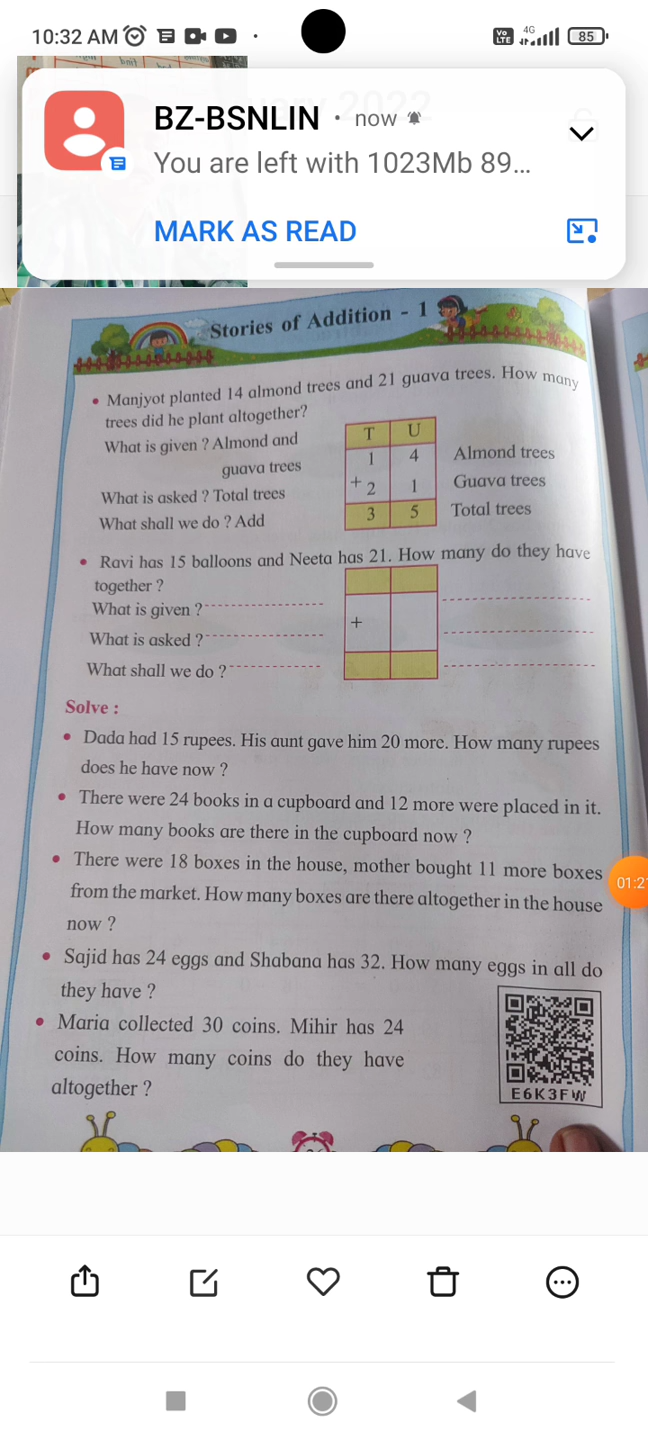 10:32 AM
Vo LTE 4G 85
BZ-BSNLIN • now
You are left with 1023Mb 89...
MARK AS READ
Stories of Addition - 1
• Manjyot planted 14 almond trees and 21 guava trees. How many
trees did he plant altogether?
What is given ? Almond and
guava trees
What is asked ? Total trees
What shall we do ? Add
T U
1 4 Almond trees
+ 2 1 Guava trees
3 5 Total trees
• Ravi has 15 balloons and Neeta has 21. How many do they have
together ?
What is given ?
What is asked ?
What shall we do ?
+
Solve :
• Dada had 15 rupees. His aunt gave him 20 more. How many rupees
does he have now ?
• There were 24 books in a cupboard and 12 more were placed in it.
How many books are there in the cupboard now ?
• There were 18 boxes in the house, mother bought 11 more boxes
from the market. How many boxes are there altogether in the house
now ?
• Sajid has 24 eggs and Shabana has 32. How many eggs in all do
they have ?
• Maria collected 30 coins. Mihir has 24
coins. How many coins do they have
altogether ?
E6K3FW